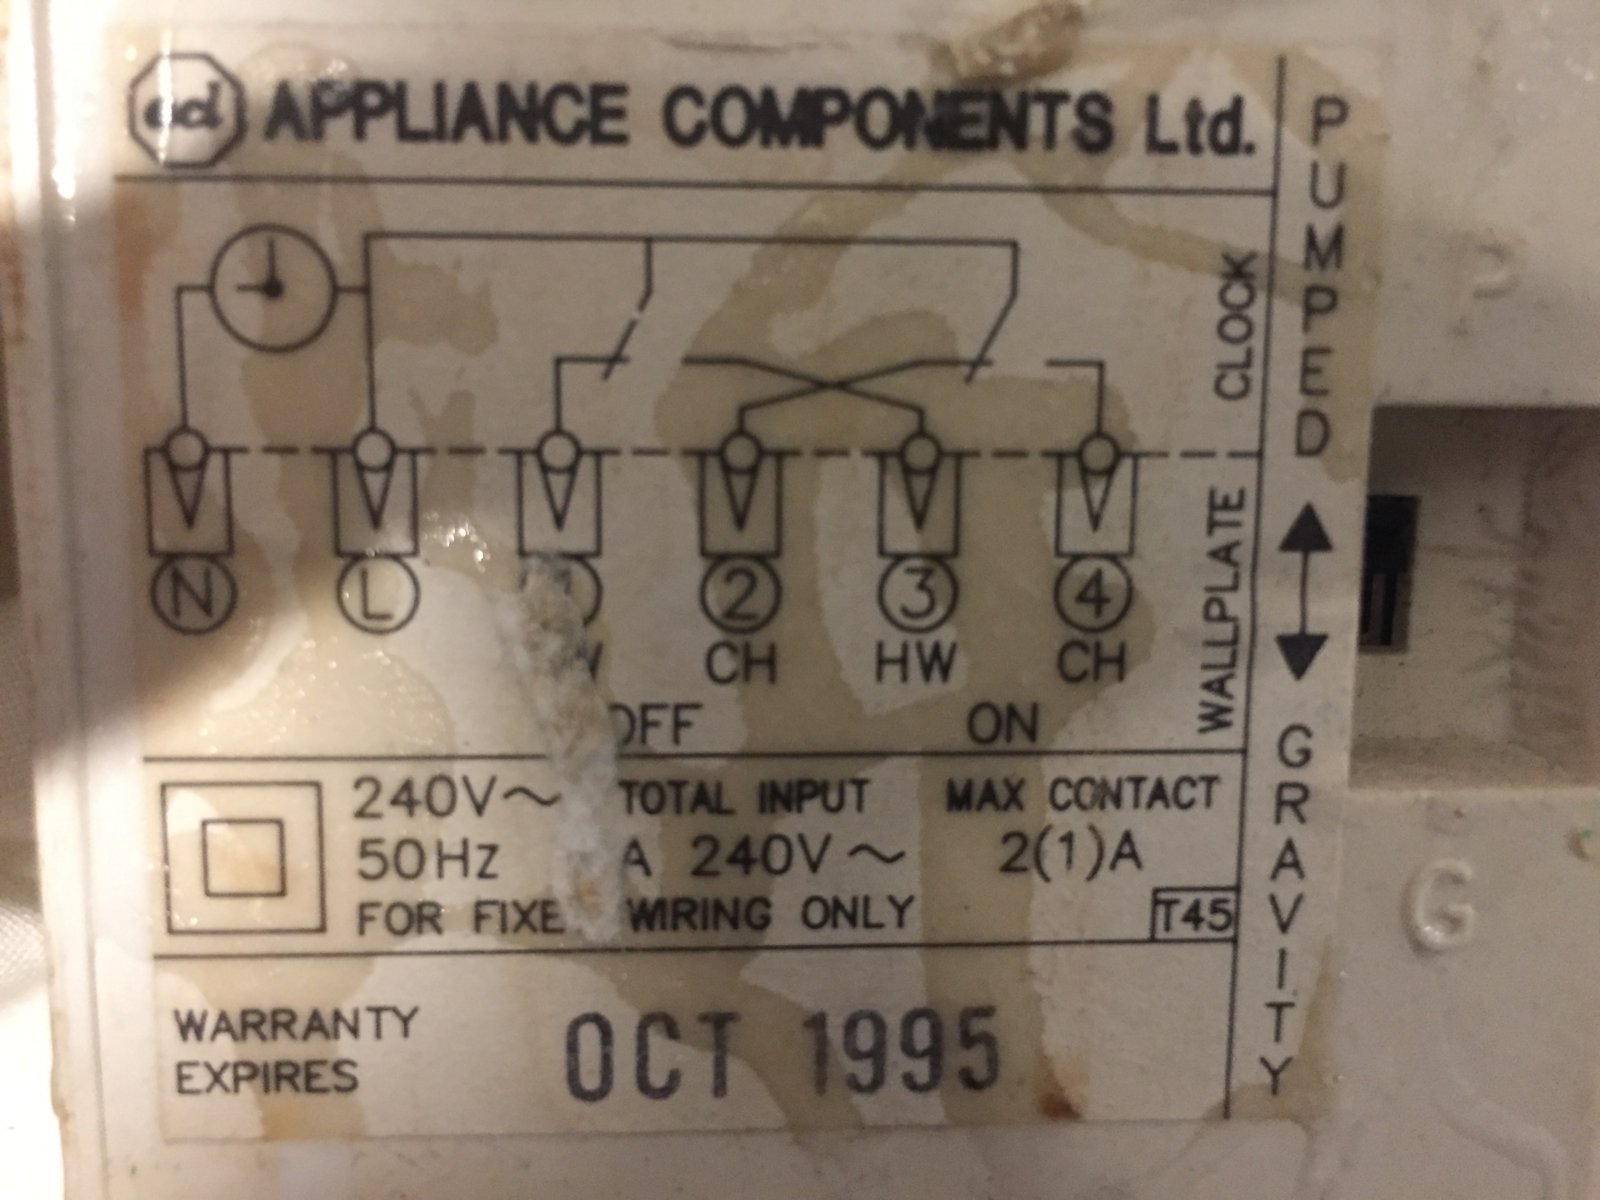 APPLIANCE COMPONENTS Ltd.
CLOCK
WALLPLATE
N L 2 3 4
CH HW CH
OFF ON
240V~ TOTAL INPUT MAX CONTACT
50Hz A 240V~ 2(1)A
FOR WIRING ONLY T45
WARRANTY
EXPIRES
OCT 1995
PUMPED
GRAVITY
P
G